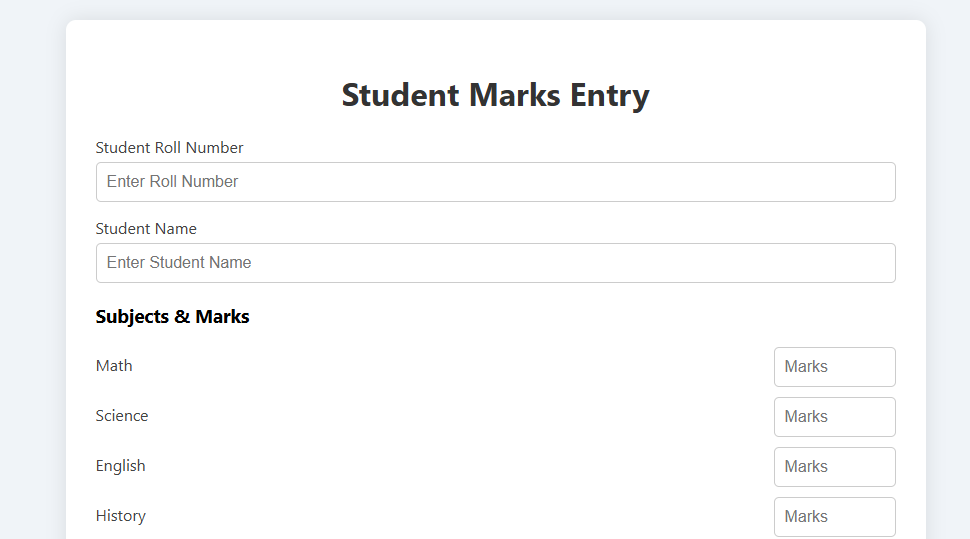 Student Marks Entry
Student Roll Number
Enter Roll Number
Student Name
Enter Student Name
Subjects & Marks
Math Marks
Science Marks
English Marks
History Marks